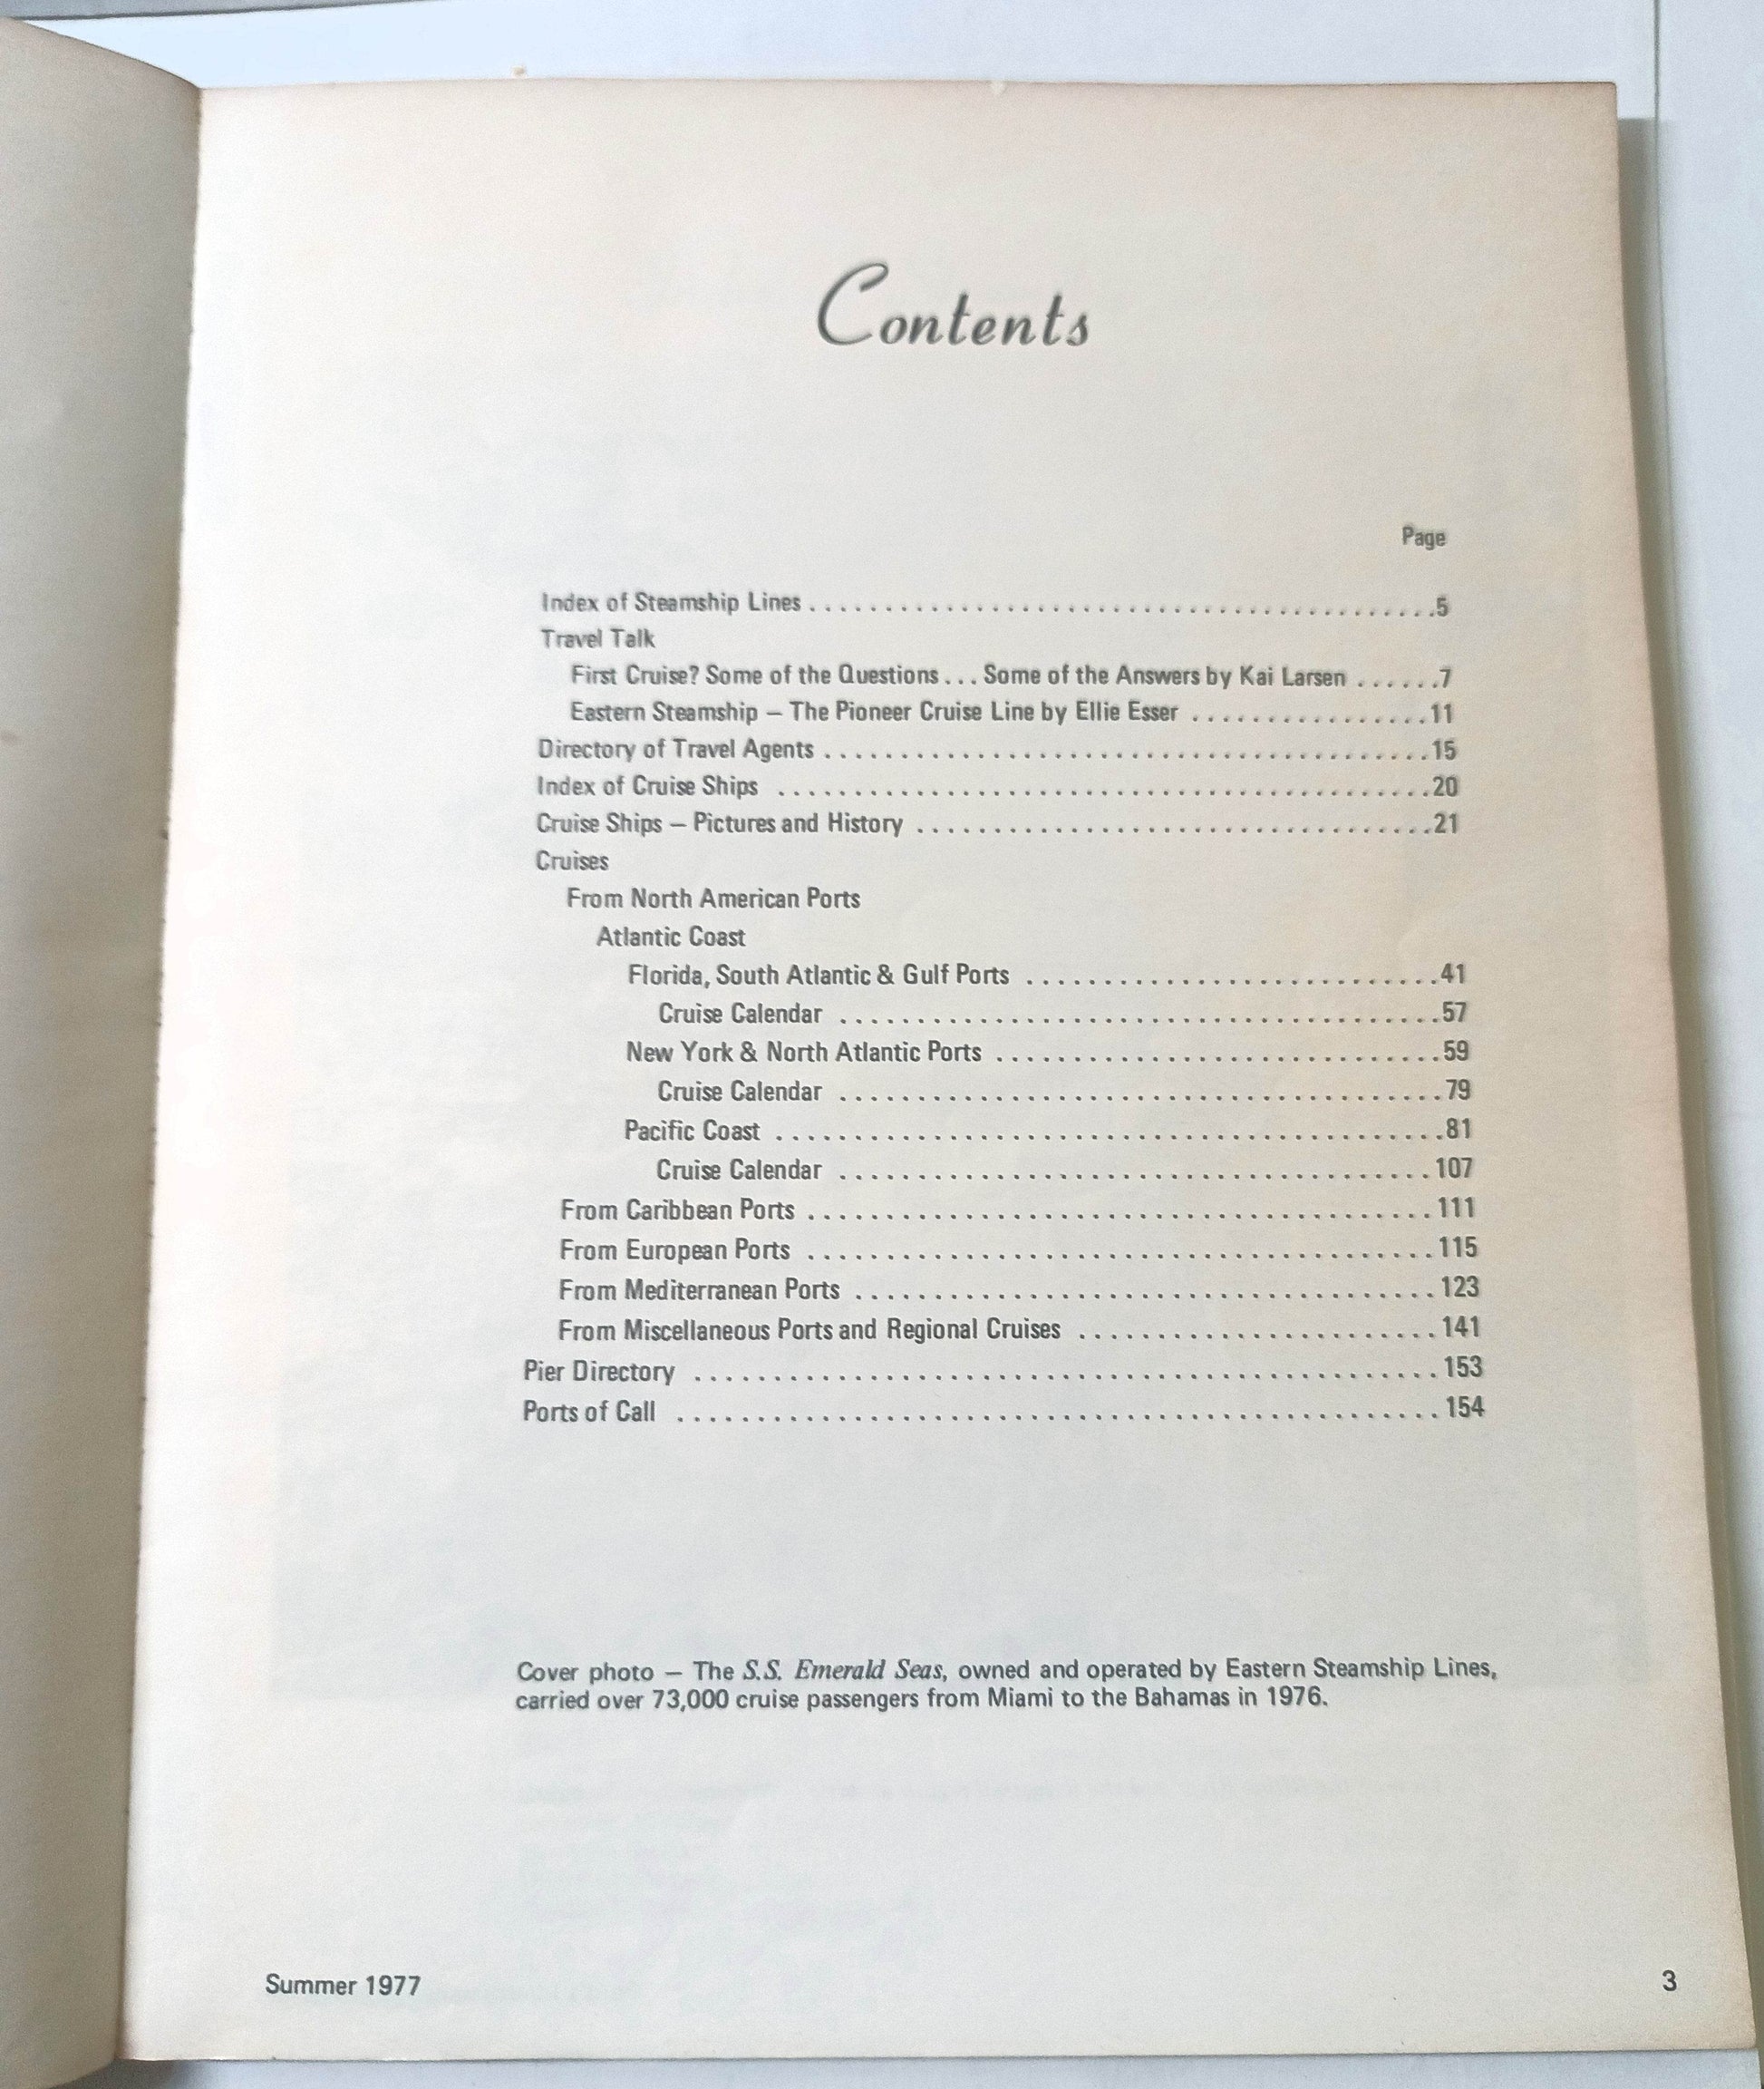 Contents
Page
Index of Steamship Lines . . . . . . . . . . . . . . . . . . . . . . . . . . . . . . . . . . . . . . . . . .5
Travel Talk
First Cruise? Some of the Questions . . . Some of the Answers by Kai Larsen . . . . . .7
Eastern Steamship – The Pioneer Cruise Line by Ellie Esser . . . . . . . . . . . . . . . .11
Directory of Travel Agents . . . . . . . . . . . . . . . . . . . . . . . . . . . . . . . . . . . . . . . .15
Index of Cruise Ships . . . . . . . . . . . . . . . . . . . . . . . . . . . . . . . . . . . . . . . . . . .20
Cruise Ships – Pictures and History . . . . . . . . . . . . . . . . . . . . . . . . . . . . . . . . . .21
Cruises
From North American Ports
Atlantic Coast
Florida, South Atlantic & Gulf Ports . . . . . . . . . . . . . . . . . . . . . . . . . . .41
Cruise Calendar . . . . . . . . . . . . . . . . . . . . . . . . . . . . . . . . . . . . . . .57
New York & North Atlantic Ports . . . . . . . . . . . . . . . . . . . . . . . . . . . . .59
Cruise Calendar . . . . . . . . . . . . . . . . . . . . . . . . . . . . . . . . . . . . . . .79
Pacific Coast . . . . . . . . . . . . . . . . . . . . . . . . . . . . . . . . . . . . . . . . . . .81
Cruise Calendar . . . . . . . . . . . . . . . . . . . . . . . . . . . . . . . . . . . . . .107
From Caribbean Ports . . . . . . . . . . . . . . . . . . . . . . . . . . . . . . . . . . . . . . . .111
From European Ports . . . . . . . . . . . . . . . . . . . . . . . . . . . . . . . . . . . . . . . .115
From Mediterranean Ports . . . . . . . . . . . . . . . . . . . . . . . . . . . . . . . . . . . . .123
From Miscellaneous Ports and Regional Cruises . . . . . . . . . . . . . . . . . . . . . . .141
Pier Directory . . . . . . . . . . . . . . . . . . . . . . . . . . . . . . . . . . . . . . . . . . . . . . .153
Ports of Call . . . . . . . . . . . . . . . . . . . . . . . . . . . . . . . . . . . . . . . . . . . . . . . .154
Cover photo – The S.S. Emerald Seas, owned and operated by Eastern Steamship Lines,
carried over 73,000 cruise passengers from Miami to the Bahamas in 1976.
Summer 1977
3